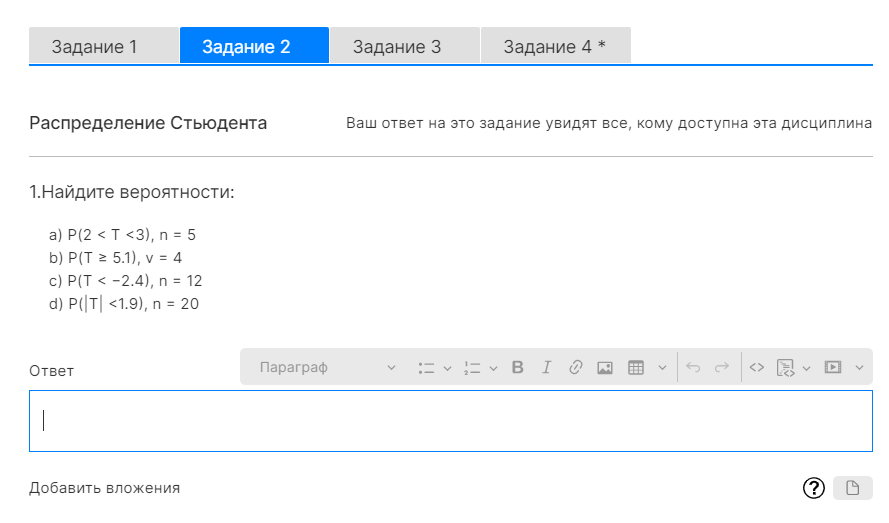 Задание 1
Задание 2
Задание 3
Задание 4 *
Распределение Стьюдента
Ваш ответ на это задание увидят все, кому доступна эта дисциплина
1.Найдите вероятности:
a) P(2 < T <3), n = 5
b) P(T ≥ 5.1), v = 4
c) P(T < −2.4), n = 12
d) P(|T| <1.9), n = 20
Ответ
Параграф
Добавить вложения